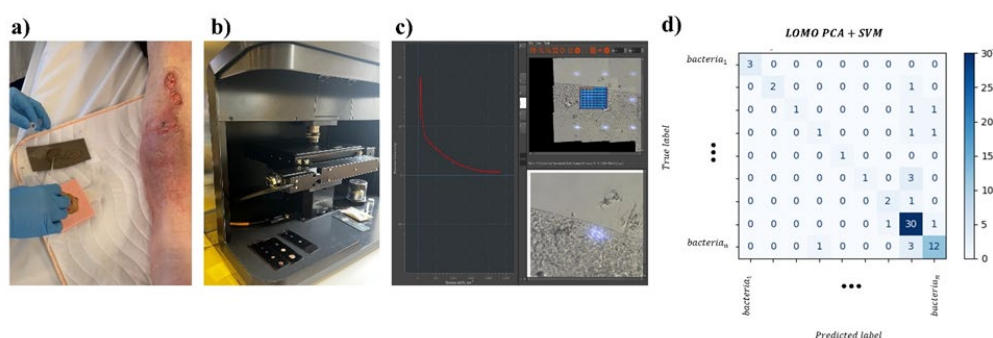 a)
b)
c)
d)
LOMO PCA + SVM
bacteria₁
True label
bacteriaₙ
3 0 0 0 0 0 0 0 0
0 2 0 0 0 0 0 1 0
0 0 1 0 0 0 0 1 1
0 0 0 1 0 0 0 1 1
0 0 0 0 1 0 0 0 0
0 0 0 0 0 1 0 3 0
0 0 0 0 0 0 2 1 0
0 0 0 0 0 0 1 30 1
0 0 0 1 0 0 0 3 12
bacteria₁
bacteriaₙ
Predicted label
30
25
20
15
10
5
0